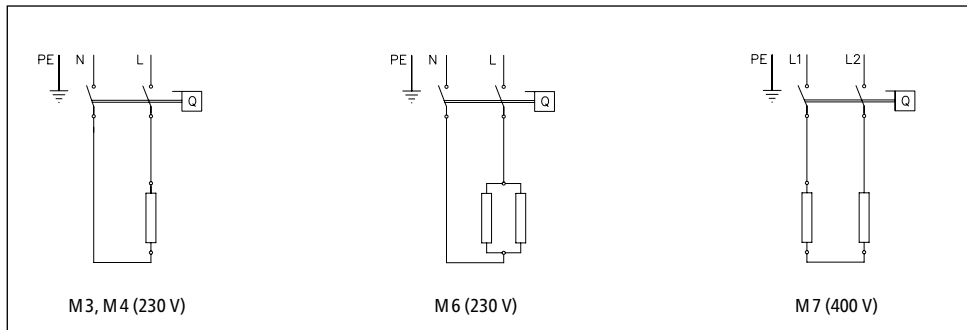 PE N L
Q
M3, M4 (230 V)
PE N L
Q
M6 (230 V)
PE L1 L2
Q
M7 (400 V)